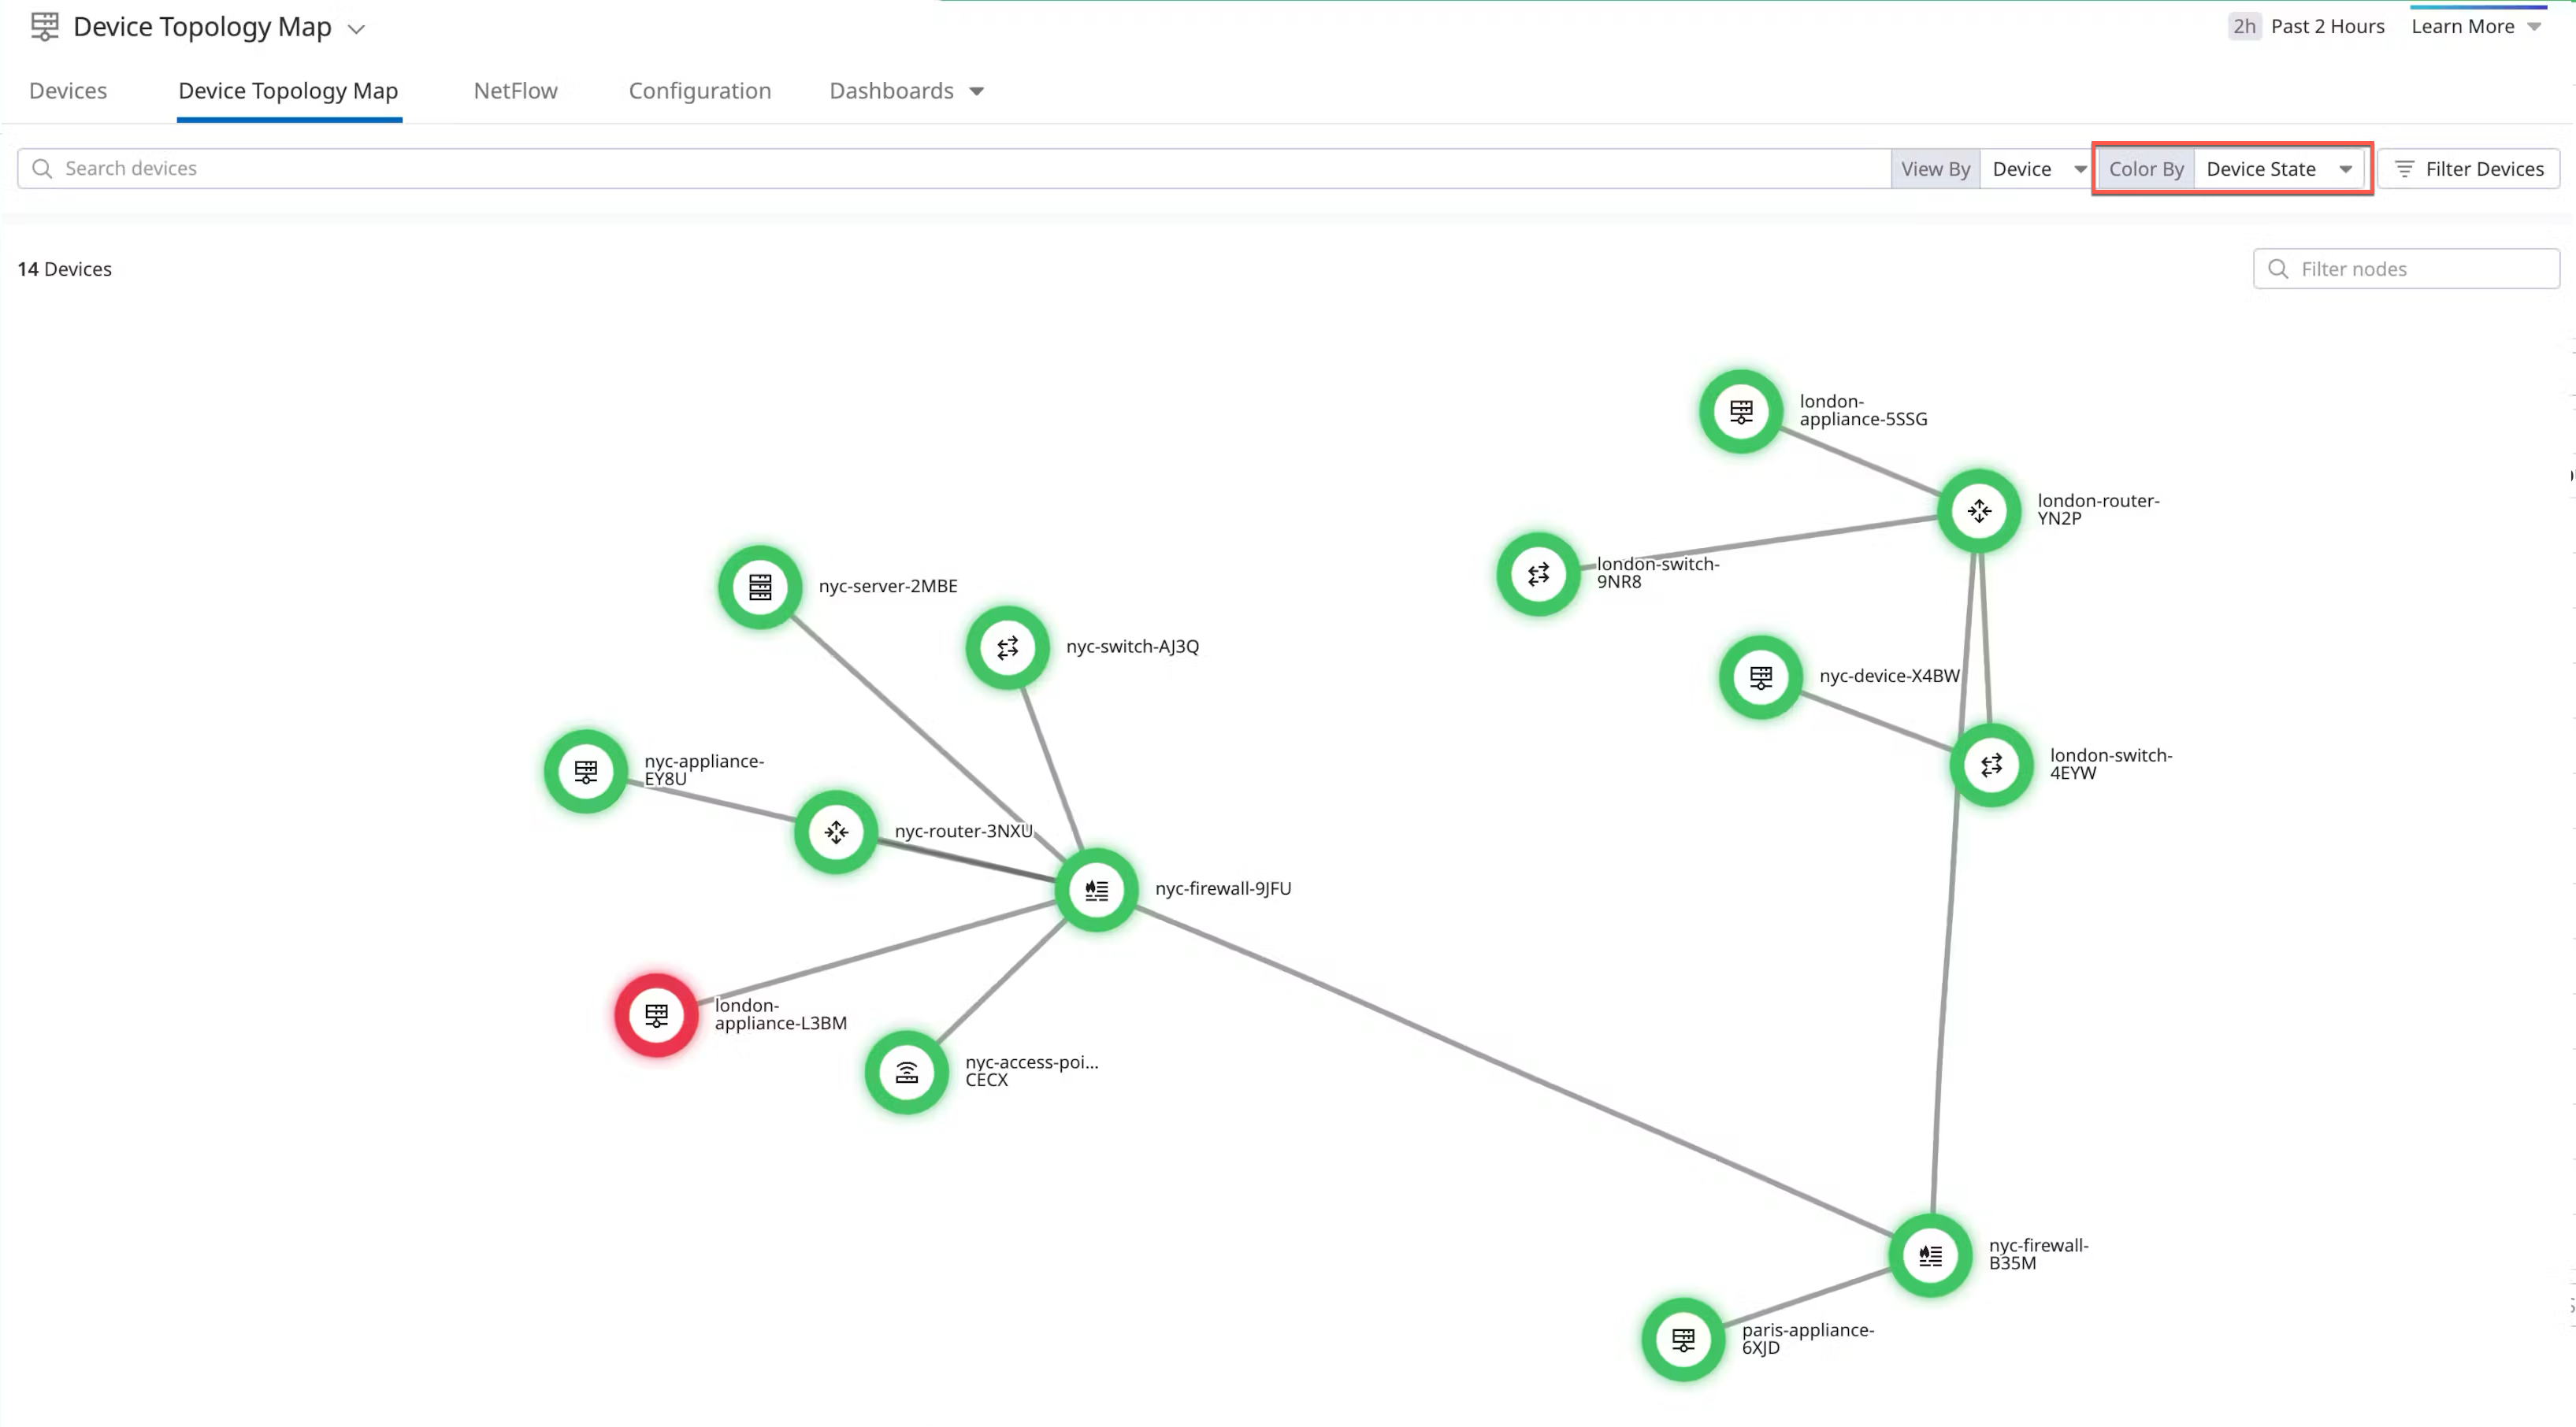 Device Topology Map
2h Past 2 Hours Learn More
Devices Device Topology Map NetFlow Configuration Dashboards
Search devices View By Device Color By Device State Filter Devices
14 Devices Filter nodes
london-
appliance-5SSG
london-router-
YN2P
london-switch-
9NR8
nyc-server-2MBE
nyc-switch-AJ3Q
nyc-device-X4BW
nyc-appliance-
EY8U
london-switch-
4EYW
nyc-router-3NXU
nyc-firewall-9JFU
london-
appliance-L3BM
nyc-access-poi...
CECX
nyc-firewall-
B35M
paris-appliance-
6XJD